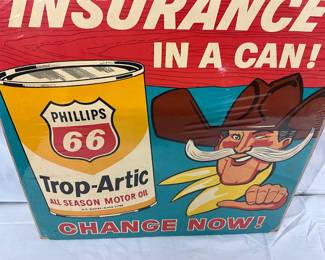 INSURANCE
IN A CAN!
PHILLIPS
66
Trop-Artic
ALL SEASON MOTOR OIL
CHANGE NOW!